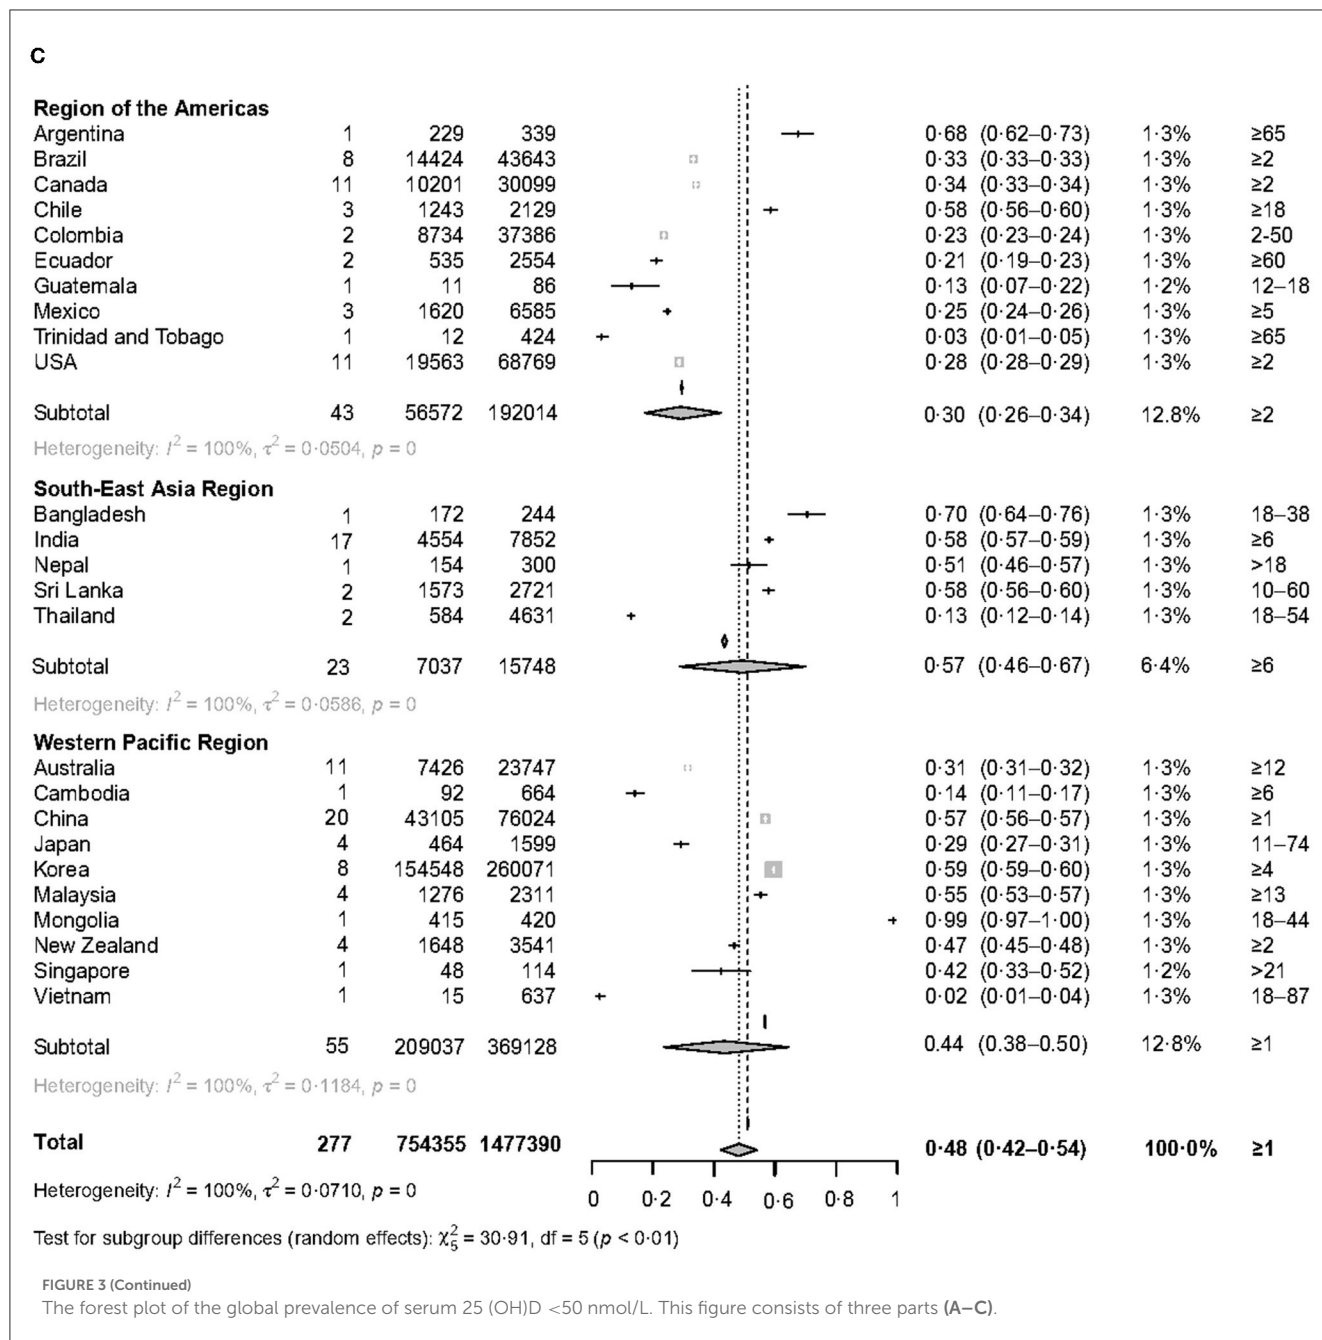 C
Region of the Americas
Argentina 1 229 339 0·68 (0·62–0·73) 1·3% ≥65
Brazil 8 14424 43643 0·33 (0·33–0·33) 1·3% ≥2
Canada 11 10201 30099 0·34 (0·33–0·34) 1·3% ≥2
Chile 3 1243 2129 0·58 (0·56–0·60) 1·3% ≥18
Colombia 2 8734 37386 0·23 (0·23–0·24) 1·3% 2-50
Ecuador 2 535 2554 0·21 (0·19–0·23) 1·3% ≥60
Guatemala 1 11 86 0·13 (0·07–0·22) 1·2% 12–18
Mexico 3 1620 6585 0·25 (0·24–0·26) 1·3% ≥5
Trinidad and Tobago 1 12 424 0·03 (0·01–0·05) 1·3% ≥65
USA 11 19563 68769 0·28 (0·28–0·29) 1·3% ≥2
Subtotal 43 56572 192014 0·30 (0·26–0·34) 12.8% ≥2
Heterogeneity: I² = 100%, τ² = 0·0504, p = 0
South-East Asia Region
Bangladesh 1 172 244 0·70 (0·64–0·76) 1·3% 18–38
India 17 4554 7852 0·58 (0·57–0·59) 1·3% ≥6
Nepal 1 154 300 0·51 (0·46–0·57) 1·3% >18
Sri Lanka 2 1573 2721 0·58 (0·56–0·60) 1·3% 10–60
Thailand 2 584 4631 0·13 (0·12–0·14) 1·3% 18–54
Subtotal 23 7037 15748 0·57 (0·46–0·67) 6·4% ≥6
Heterogeneity: I² = 100%, τ² = 0·0586, p = 0
Western Pacific Region
Australia 11 7426 23747 0·31 (0·31–0·32) 1·3% ≥12
Cambodia 1 92 664 0·14 (0·11–0·17) 1·3% ≥6
China 20 43105 76024 0·57 (0·56–0·57) 1·3% ≥1
Japan 4 464 1599 0·29 (0·27–0·31) 1·3% 11–74
Korea 8 154548 260071 0·59 (0·59–0·60) 1·3% ≥4
Malaysia 4 1276 2311 0·55 (0·53–0·57) 1·3% ≥13
Mongolia 1 415 420 0·99 (0·97–1·00) 1·3% 18–44
New Zealand 4 1648 3541 0·47 (0·45–0·48) 1·3% ≥2
Singapore 1 48 114 0·42 (0·33–0·52) 1·2% >21
Vietnam 1 15 637 0·02 (0·01–0·04) 1·3% 18–87
Subtotal 55 209037 369128 0.44 (0.38–0.50) 12·8% ≥1
Heterogeneity: I² = 100%, τ² = 0·1184, p = 0
Total 277 754355 1477390 0·48 (0·42–0·54) 100·0% ≥1
Heterogeneity: I² = 100%, τ² = 0·0710, p = 0
0 0·2 0·4 0·6 0·8 1
Test for subgroup differences (random effects): χ²₅ = 30·91, df = 5 (p < 0·01)
FIGURE 3 (Continued)
The forest plot of the global prevalence of serum 25 (OH)D <50 nmol/L. This figure consists of three parts (A–C).